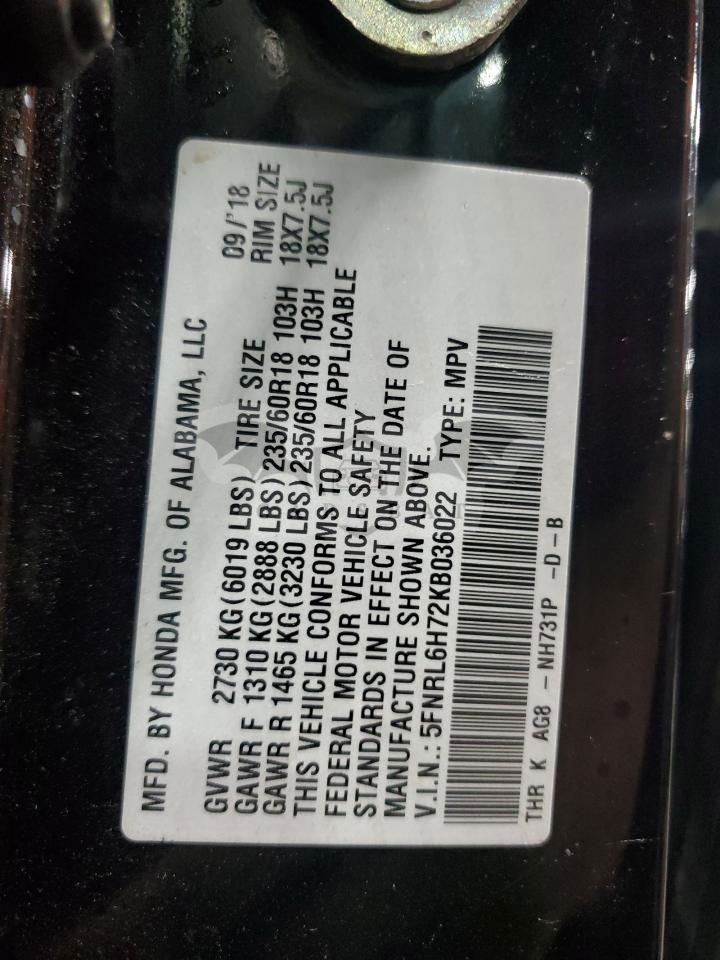 MFD. BY HONDA MFG. OF ALABAMA, LLC
09/'18
GVWR 2730 KG(6019 LBS) TIRE SIZE RIM SIZE
GAWR F 1310 KG(2888 LBS) 235/60R18 103H 18X7.5J
GAWR R 1465 KG(3230 LBS) 235/60R18 103H 18X7.5J
THIS VEHICLE CONFORMS TO ALL APPLICABLE
FEDERAL MOTOR VEHICLE SAFETY
STANDARDS IN EFFECT ON THE DATE OF
MANUFACTURE SHOWN ABOVE.
V.I.N.: 5FNRL6H72KB036022 TYPE: MPV
THR K AG8 - NH731P -D-B